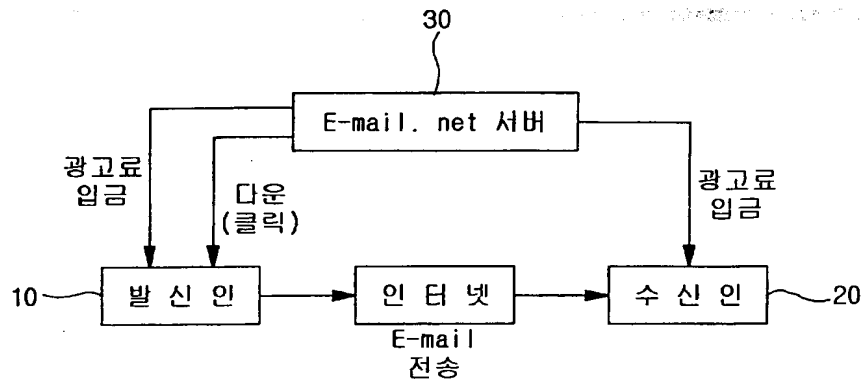 30
E-mail. net 서버
광고료
입금
다운
(클릭)
광고료
입금
10
발 신 인
인 터 넷
수 신 인
20
E-mail
전송